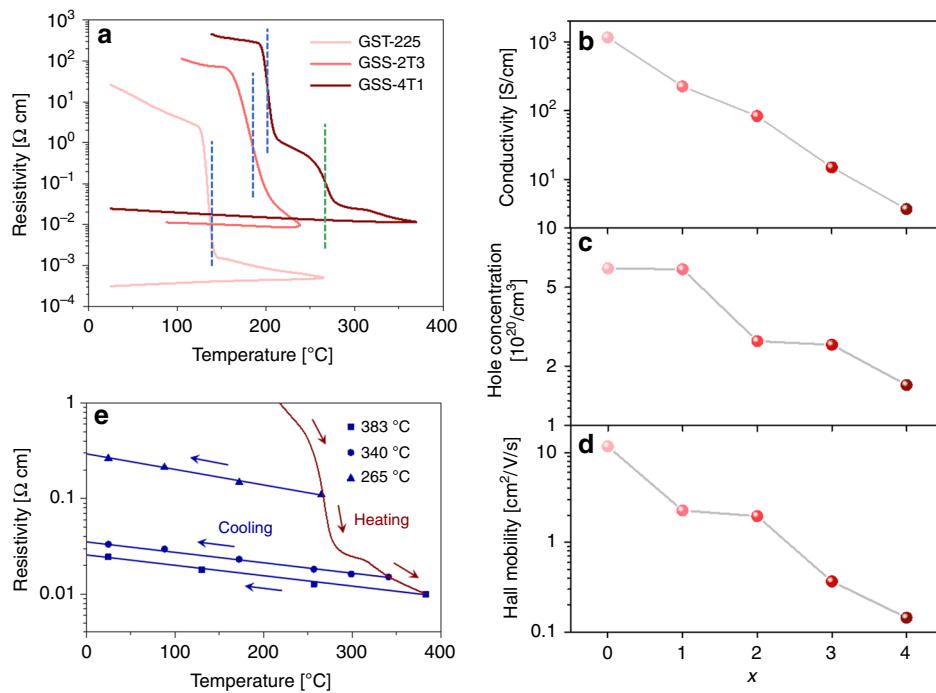 a
GST-225
GSS-2T3
GSS-4T1
10³
10²
10¹
10⁰
10⁻¹
10⁻²
10⁻³
10⁻⁴
Resistivity [Ω cm]
0
100
200
300
400
Temperature [°C]
b
10³
10²
10¹
10
Conductivity [S/cm]
c
5
2
1
Hole concentration
[10²⁰/cm³]
d
10
1
0.1
Hall mobility [cm²/V/s]
0
1
2
3
4
x
e
383 °C
340 °C
265 °C
Cooling
Heating
1
0.1
0.01
Resistivity [Ω cm]
0
100
200
300
400
Temperature [°C]